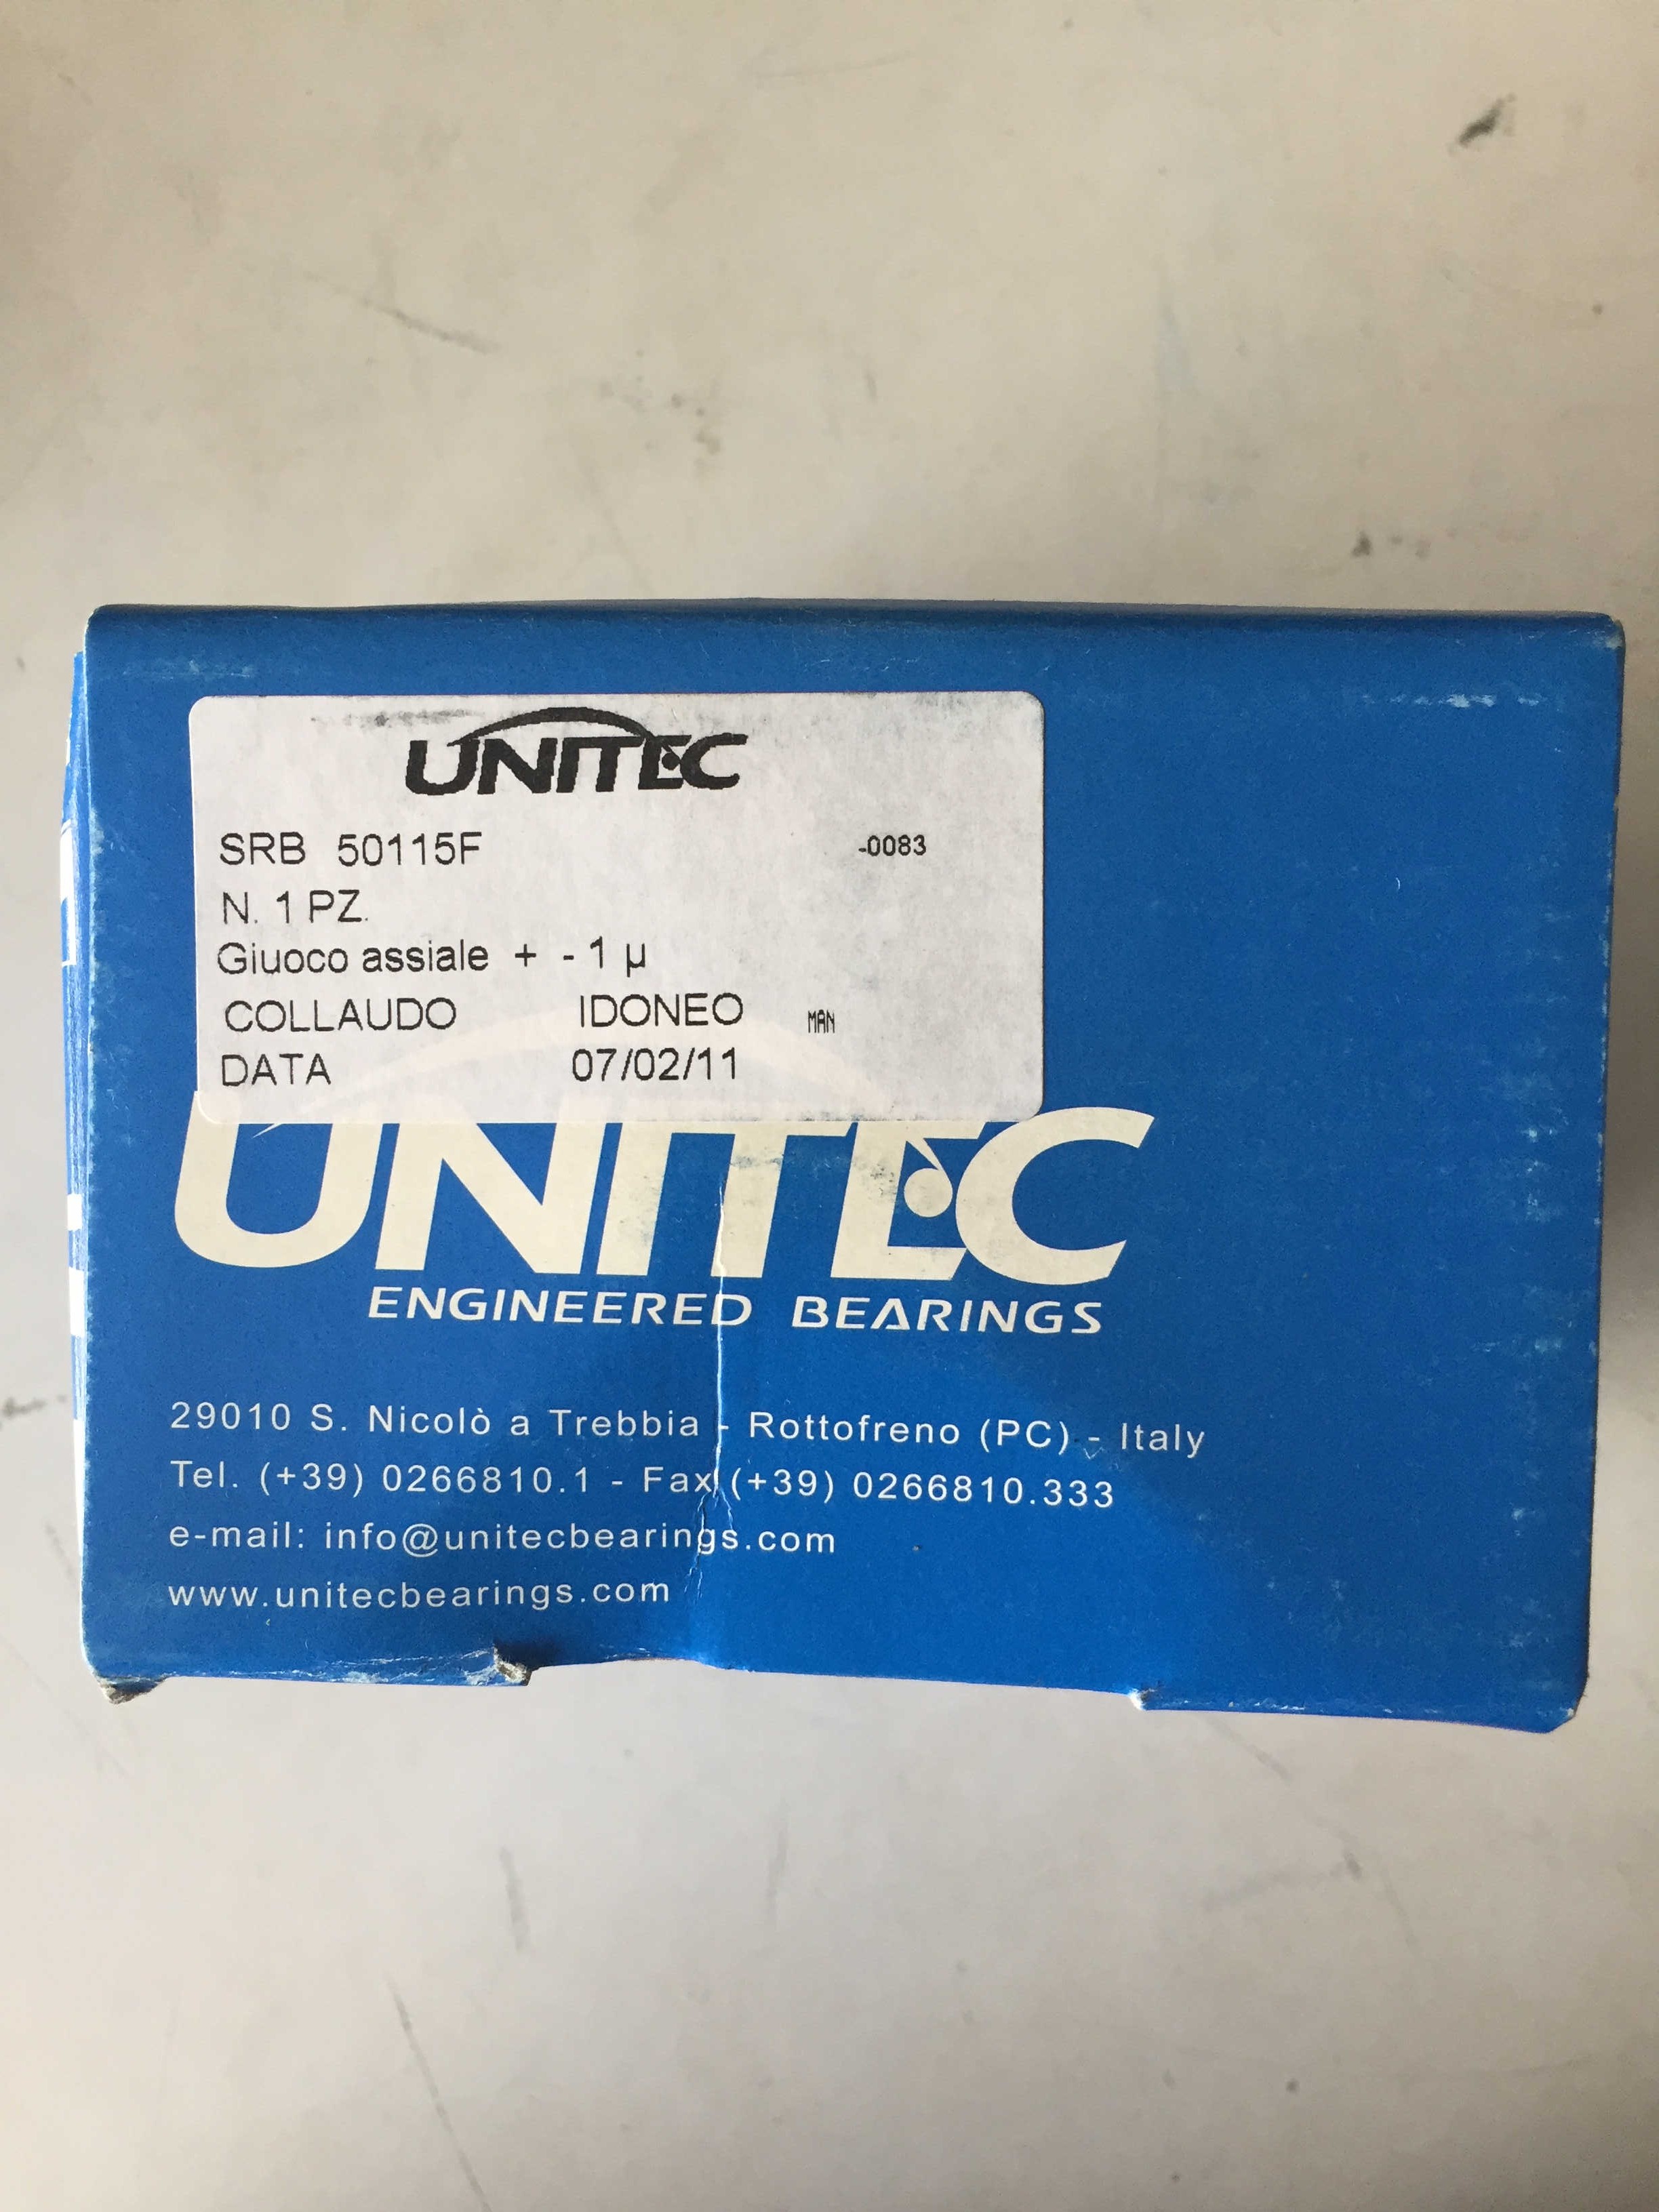 UNITEC
SRB 50115F -0083
N. 1 PZ.
Giuoco assiale + - 1 µ
COLLAUDO IDONEO MAN
DATA 07/02/11
UNITEC
ENGINEERED BEARINGS
29010 S. Nicolò a Trebbia - Rottofreno (PC) - Italy
Tel. (+39) 0266810.1 - Fax (+39) 0266810.333
e-mail: info@unitecbearings.com
www.unitecbearings.com